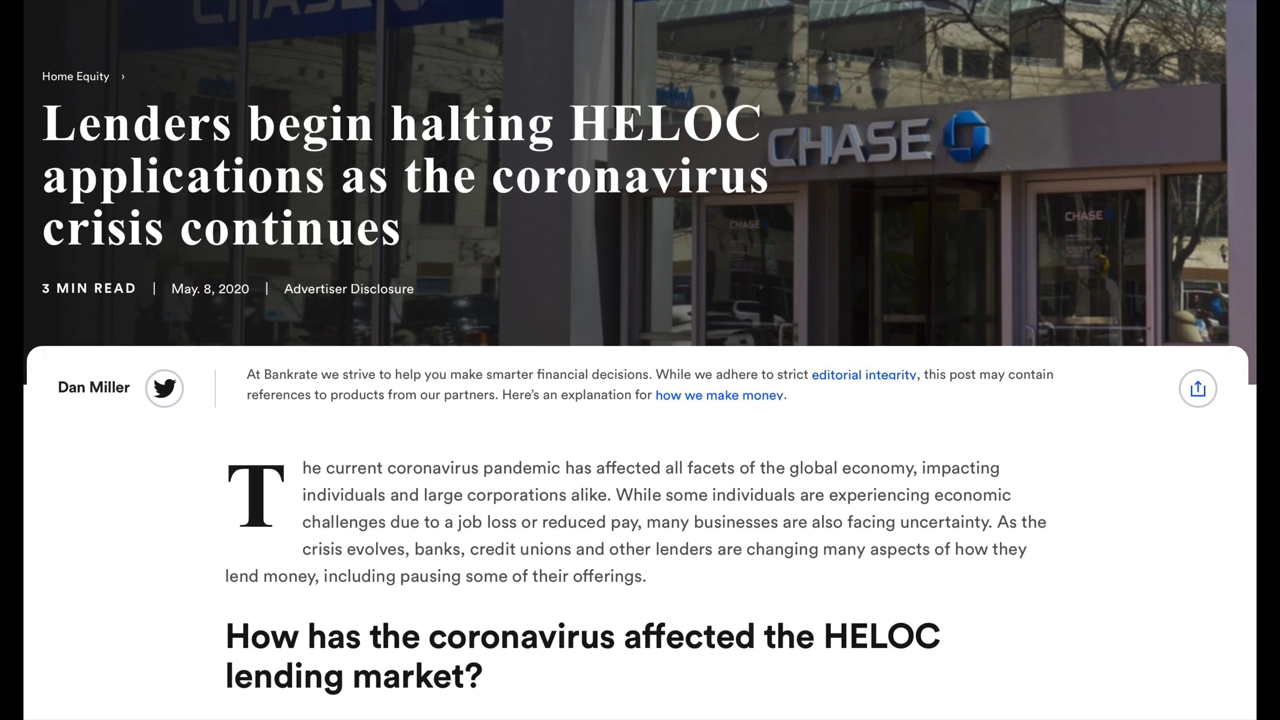 CHASE
Home Equity ›
Lenders begin halting HELOC
applications as the coronavirus
crisis continues
CHASE
CHASE
CHASE
3 MIN READ | May. 8, 2020 | Advertiser Disclosure
Dan Miller
At Bankrate we strive to help you make smarter financial decisions. While we adhere to strict editorial integrity, this post may contain
references to products from our partners. Here's an explanation for how we make money.
The current coronavirus pandemic has affected all facets of the global economy, impacting
individuals and large corporations alike. While some individuals are experiencing economic
challenges due to a job loss or reduced pay, many businesses are also facing uncertainty. As the
crisis evolves, banks, credit unions and other lenders are changing many aspects of how they
lend money, including pausing some of their offerings.
How has the coronavirus affected the HELOC
lending market?